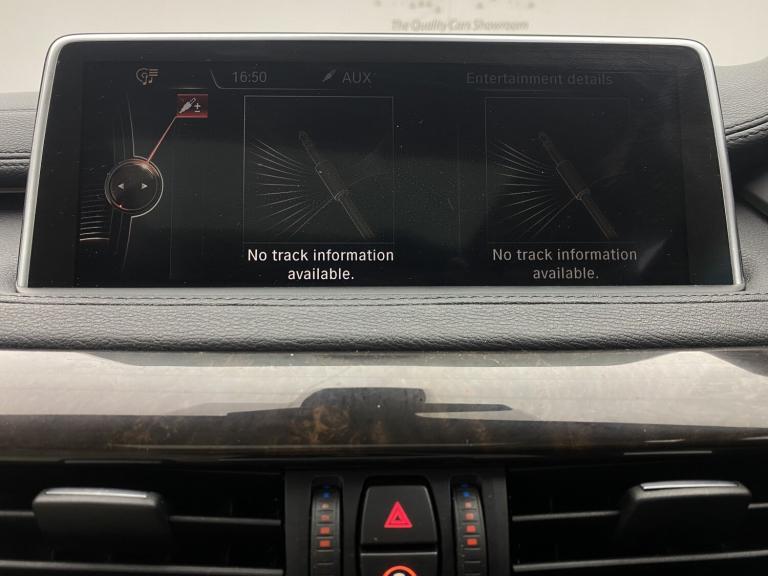 The Quality Cars Showroom
16:50
AUX
Entertainment details
No track information
available.
No track information
available.